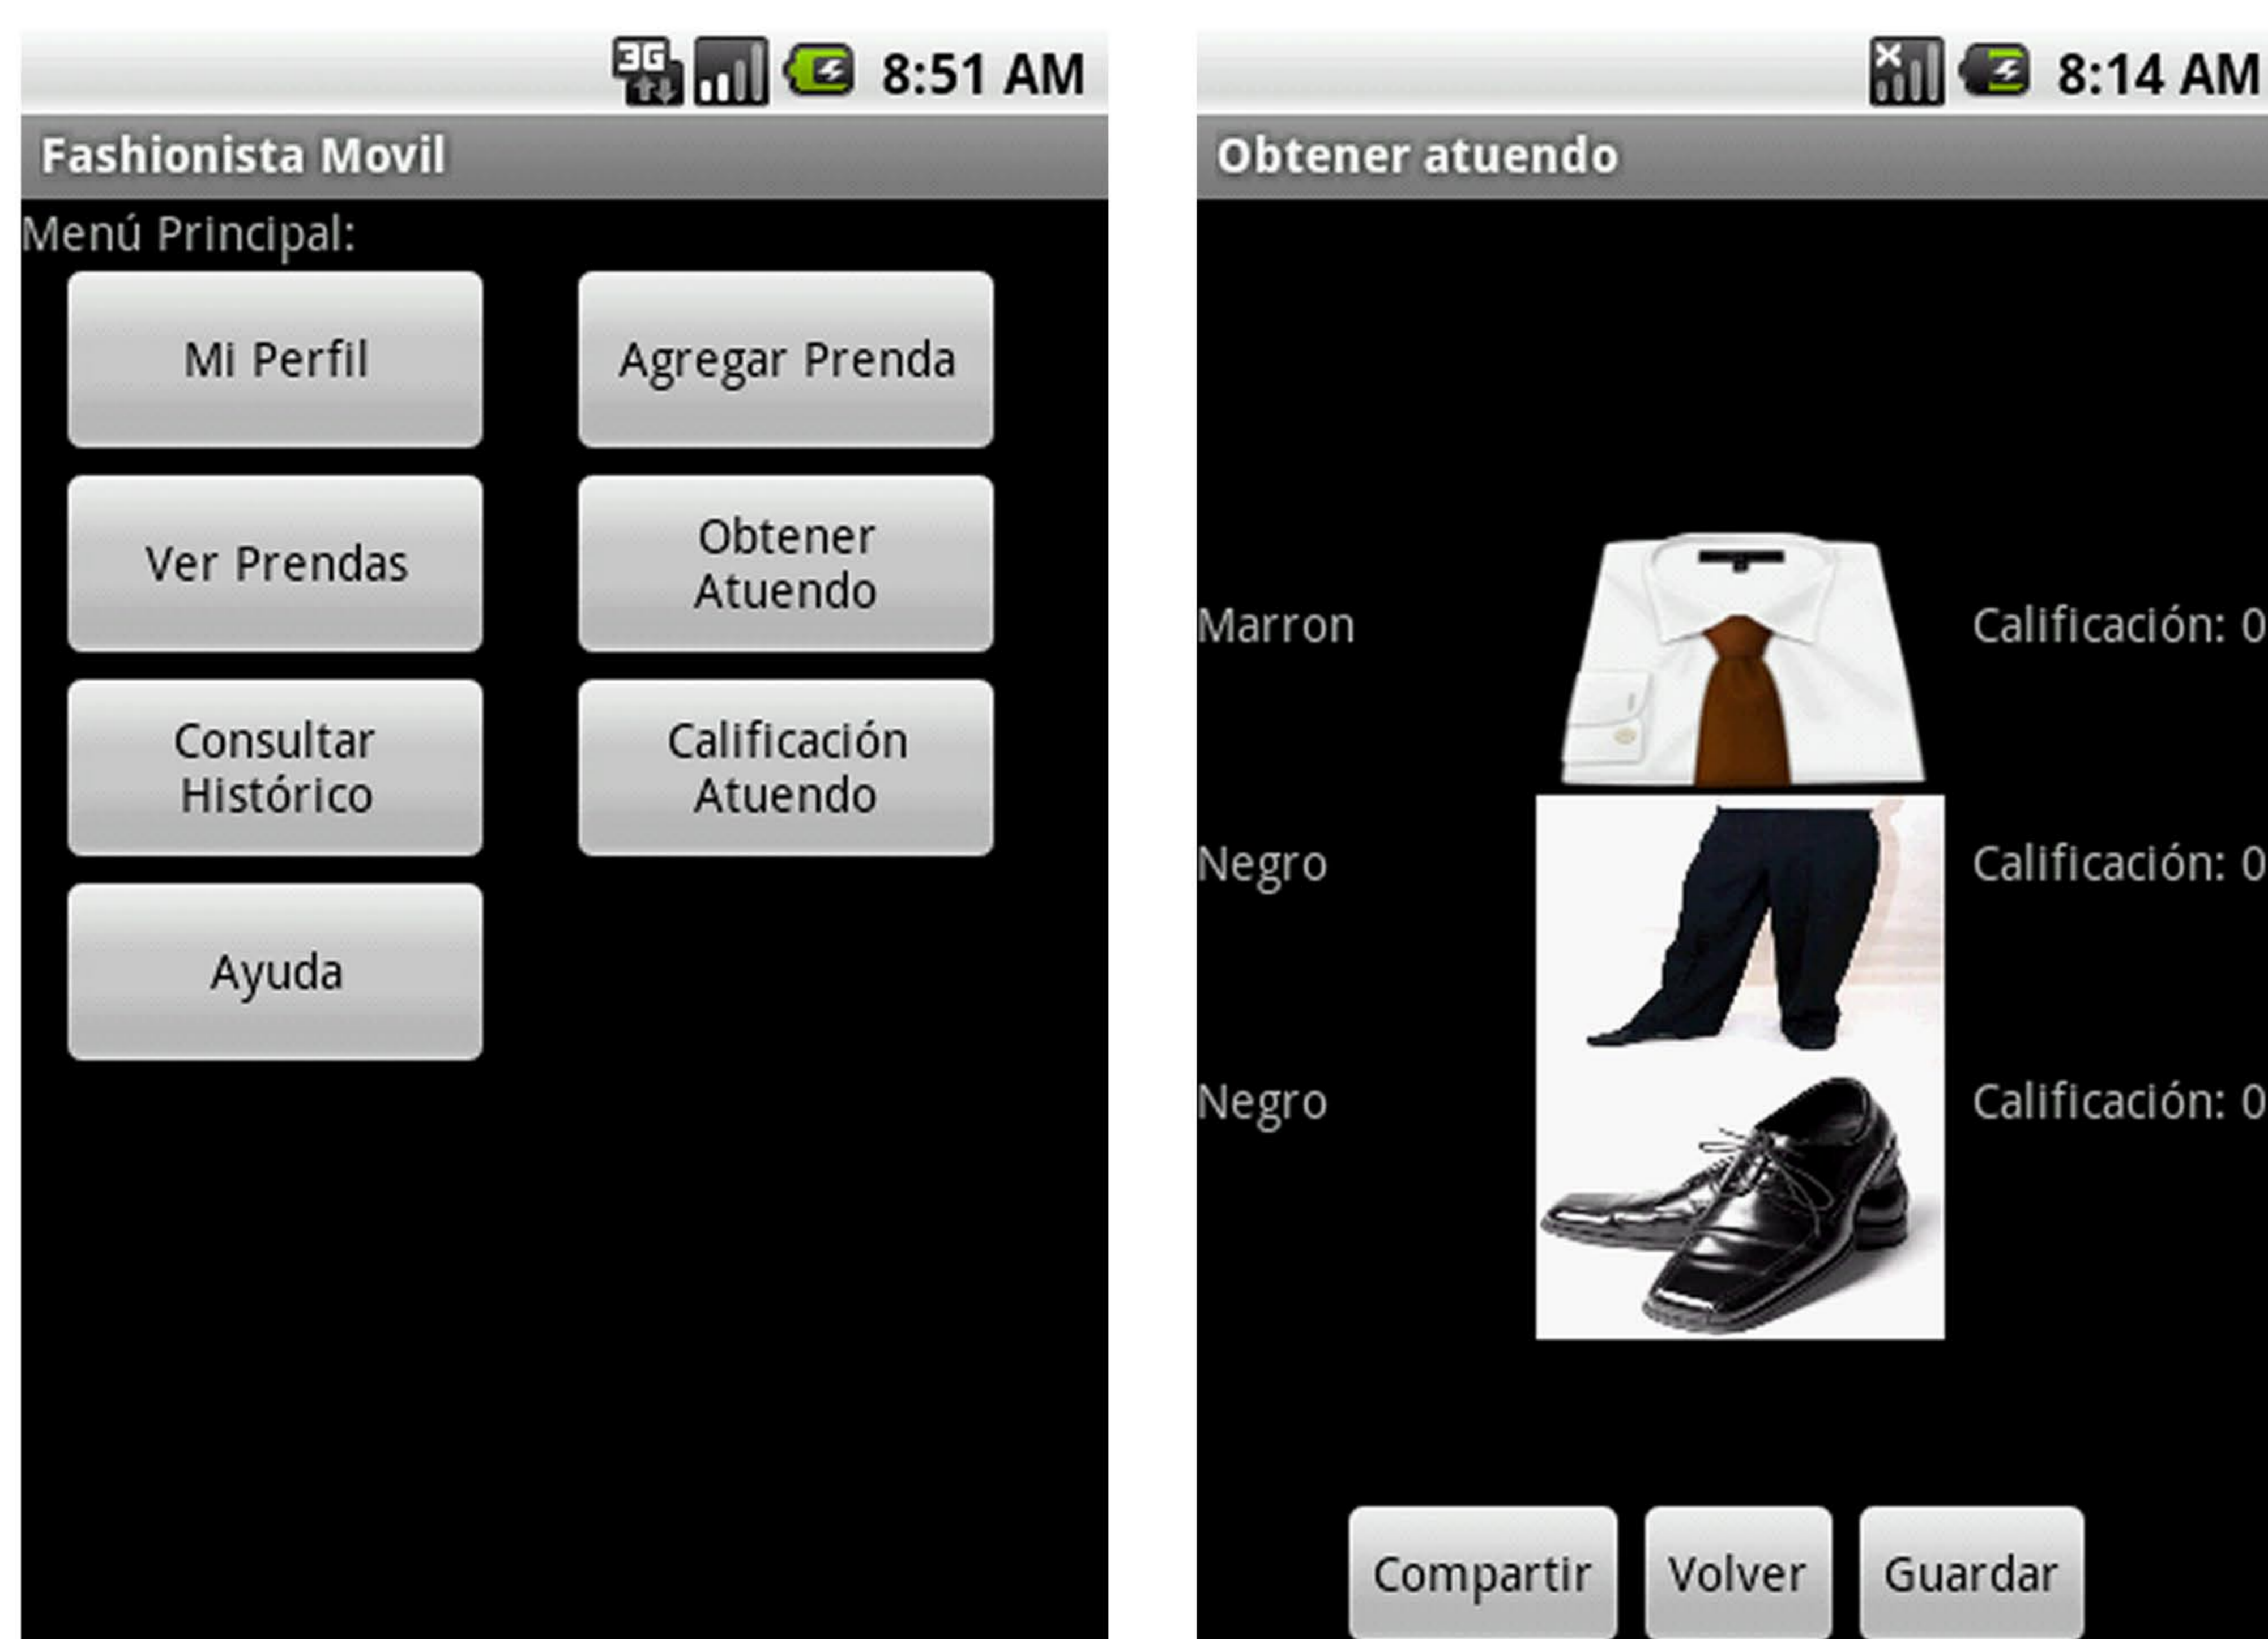 3G
8:51 AM
Fashionista Movil
Menú Principal:
Mi Perfil
Agregar Prenda
Ver Prendas
Obtener
Atuendo
Consultar
Histórico
Calificación
Atuendo
Ayuda
8:14 AM
Obtener atuendo
Marron
Calificación: 0
Negro
Calificación: 0
Negro
Calificación: 0
Compartir
Volver
Guardar